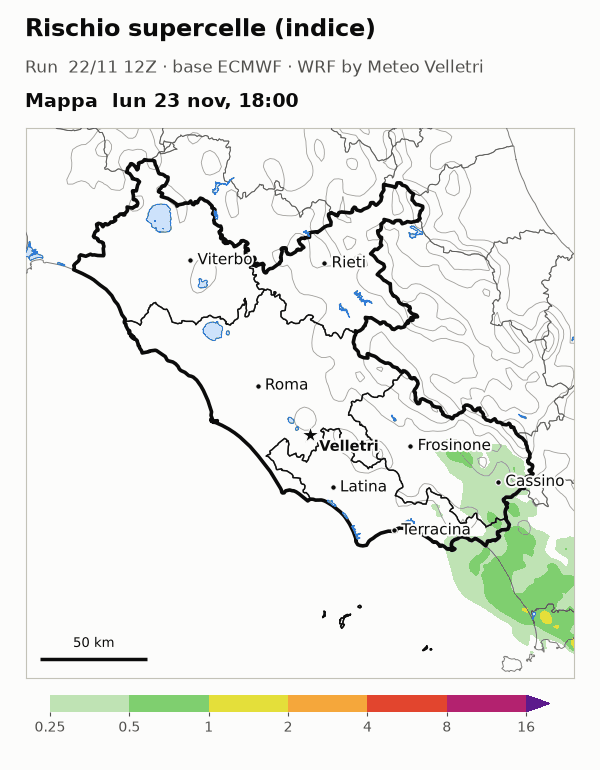 Rischio supercelle (indice)
Run  22/11 12Z · base ECMWF · WRF by Meteo Velletri
Mappa  lun 23 nov, 18:00
Viterbo
Rieti
Roma
Velletri
Frosinone
Cassino
Latina
Terracina
50 km
0.25 0.5 1 2 4 8 16